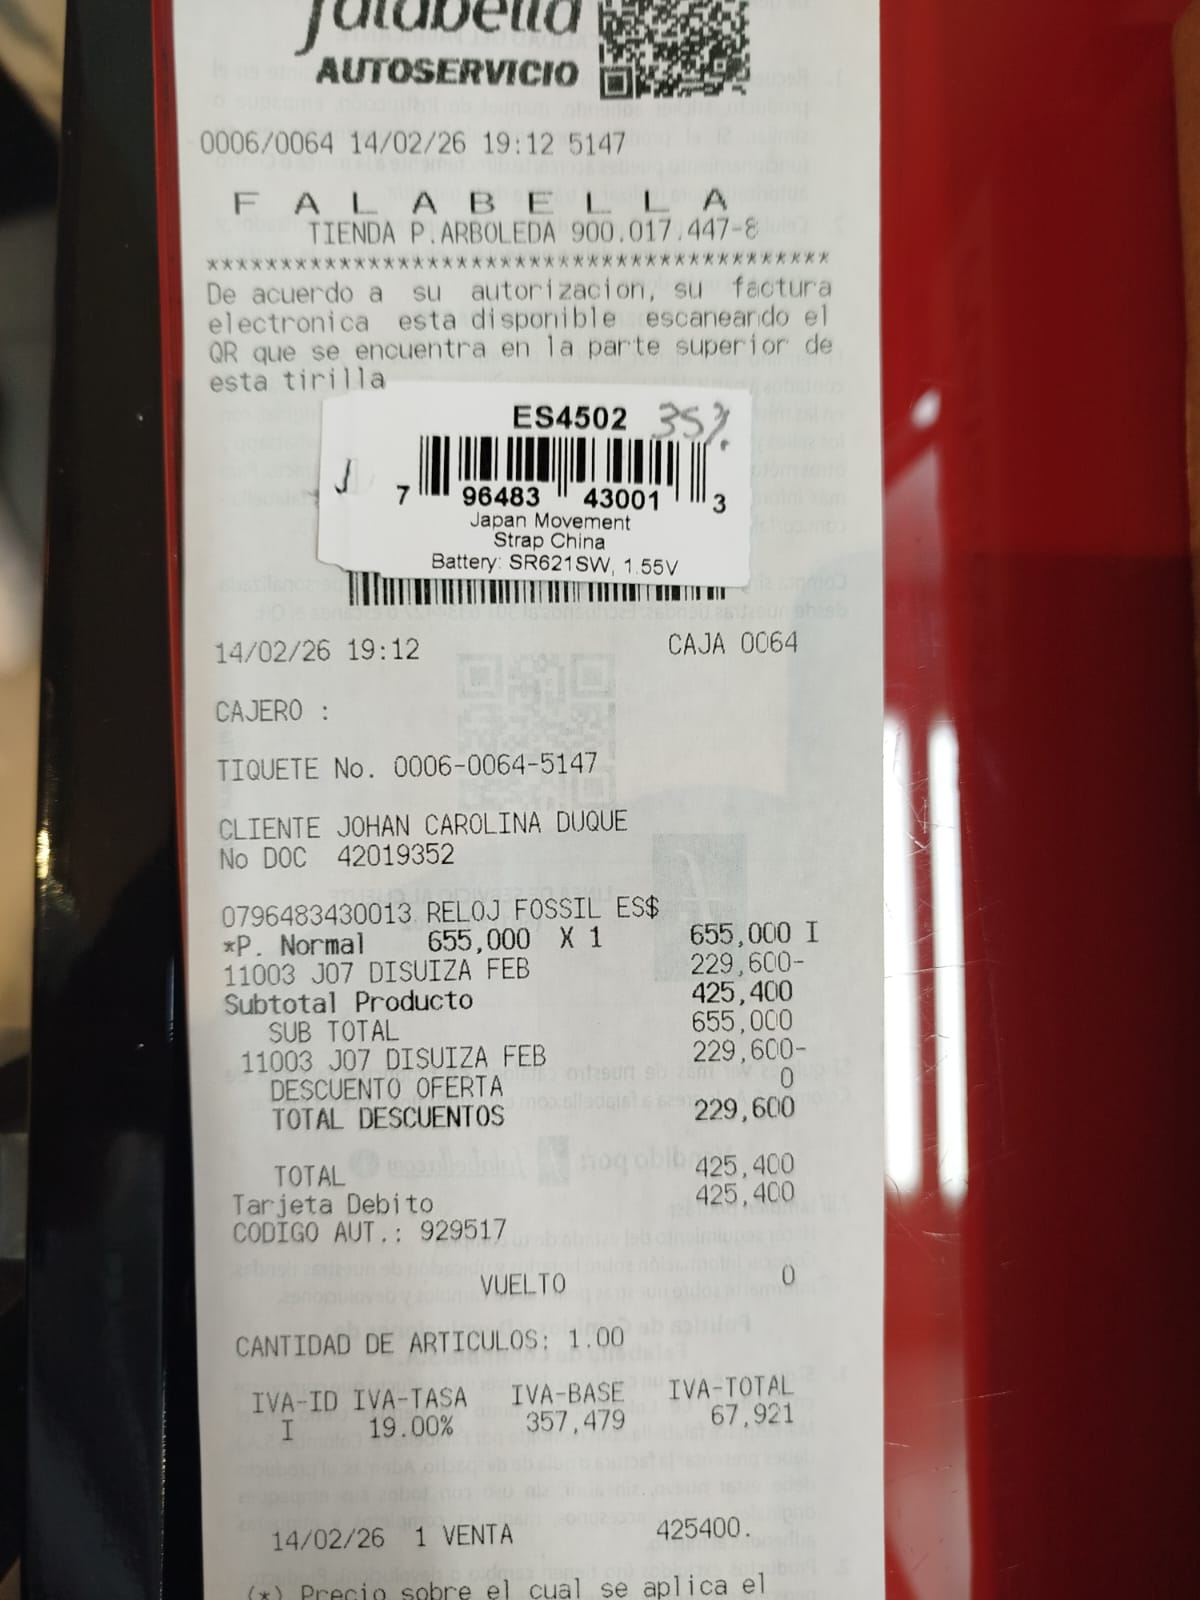 falabella
AUTOSERVICIO
0006/0064 14/02/26 19:12 5147
F A L A B E L L A
TIENDA P.ARBOLEDA 900.017.447-8
*******************************************
De acuerdo a su autorizacion, su factura
electronica esta disponible escaneando el
QR que se encuentra en la parte superior de
esta tirilla
ES4502 35%
7 96483 43001 3
Japan Movement
Strap China
Battery: SR621SW, 1.55V
14/02/26 19:12 CAJA 0064
CAJERO :
TIQUETE No. 0006-0064-5147
CLIENTE JOHAN CAROLINA DUQUE
No DOC 42019352
0796483430013 RELOJ FOSSIL ES$
*P. Normal 655,000 X 1 655,000 I
11003 J07 DISUIZA FEB 229,600-
Subtotal Producto 425,400
SUB TOTAL 655,000
11003 J07 DISUIZA FEB 229,600-
DESCUENTO OFERTA 0
TOTAL DESCUENTOS 229,600
TOTAL 425,400
Tarjeta Debito 425,400
CODIGO AUT.: 929517
VUELTO 0
CANTIDAD DE ARTICULOS: 1.00
IVA-ID IVA-TASA IVA-BASE IVA-TOTAL
I 19.00% 357,479 67,921
14/02/26 1 VENTA 425400.
(*) Precio sobre el cual se aplica el